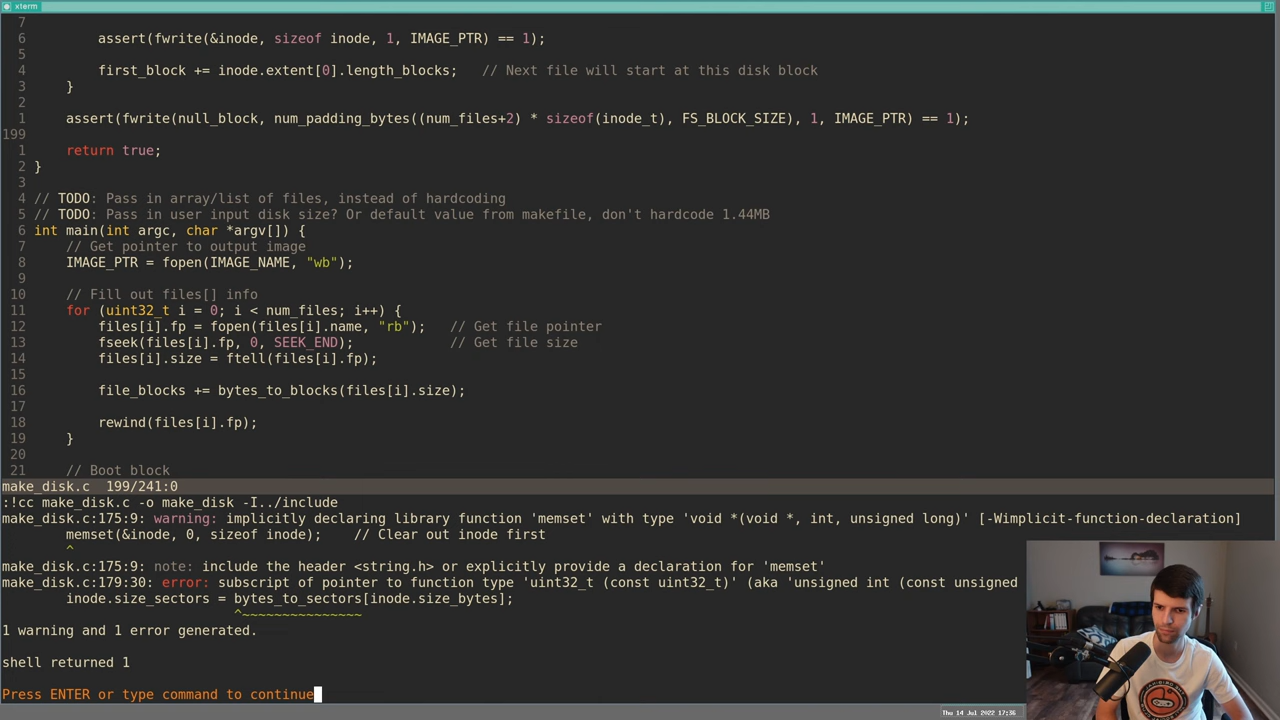 xterm
7
6 assert(fwrite(&inode, sizeof inode, 1, IMAGE_PTR) == 1);
5
4 first_block += inode.extent[0].length_blocks; // Next file will start at this disk block
3 }
2
1 assert(fwrite(null_block, num_padding_bytes((num_files+2) * sizeof(inode_t), FS_BLOCK_SIZE), 1, IMAGE_PTR) == 1);
199
1 return true;
2 }
3
4 // TODO: Pass in array/list of files, instead of hardcoding
5 // TODO: Pass in user input disk size? Or default value from makefile, don't hardcode 1.44MB
6 int main(int argc, char *argv[]) {
7 // Get pointer to output image
8 IMAGE_PTR = fopen(IMAGE_NAME, "wb");
9
10 // Fill out files[] info
11 for (uint32_t i = 0; i < num_files; i++) {
12 files[i].fp = fopen(files[i].name, "rb"); // Get file pointer
13 fseek(files[i].fp, 0, SEEK_END); // Get file size
14 files[i].size = ftell(files[i].fp);
15
16 file_blocks += bytes_to_blocks(files[i].size);
17
18 rewind(files[i].fp);
19 }
20
21 // Boot block
make_disk.c 199/241:0
:!cc make_disk.c -o make_disk -I../include
make_disk.c:175:9: warning: implicitly declaring library function 'memset' with type 'void *(void *, int, unsigned long)' [-Wimplicit-function-declaration]
memset(&inode, 0, sizeof inode); // Clear out inode first
^
make_disk.c:175:9: note: include the header <string.h> or explicitly provide a declaration for 'memset'
make_disk.c:179:30: error: subscript of pointer to function type 'uint32_t (const uint32_t)' (aka 'unsigned int (const unsigned
inode.size_sectors = bytes_to_sectors[inode.size_bytes];
^~~~~~~~~~~~~~~~
1 warning and 1 error generated.
shell returned 1
Press ENTER or type command to continue
Thu 14 Jul 2022 17:36